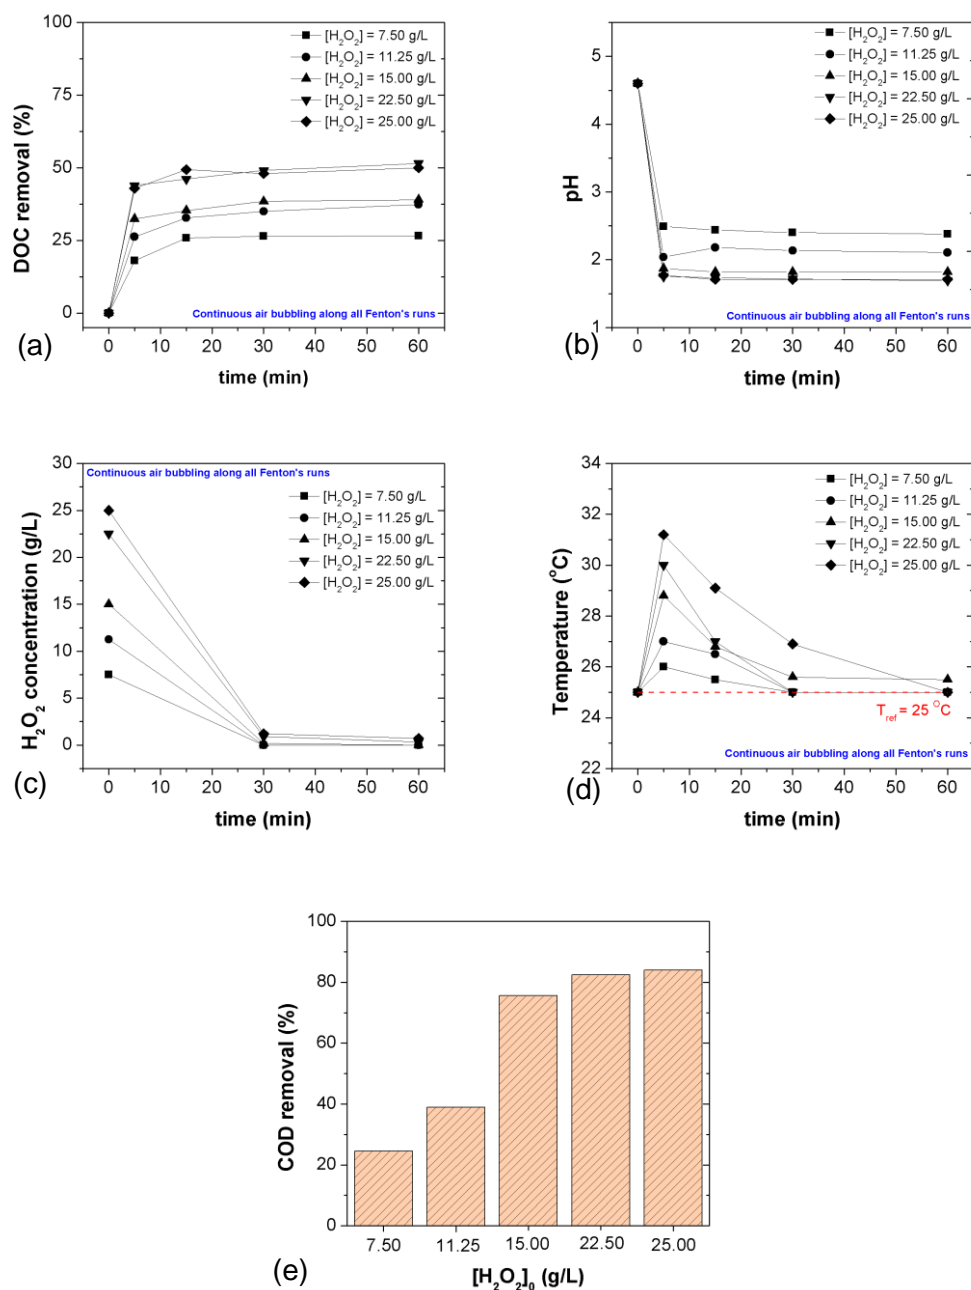 100
75
50
25
0
DOC removal (%)
[H₂O₂] = 7.50 g/L
[H₂O₂] = 11.25 g/L
[H₂O₂] = 15.00 g/L
[H₂O₂] = 22.50 g/L
[H₂O₂] = 25.00 g/L
Continuous air bubbling along all Fenton's runs
0 10 20 30 40 50 60
time (min)
(a)
5
4
3
2
1
pH
[H₂O₂] = 7.50 g/L
[H₂O₂] = 11.25 g/L
[H₂O₂] = 15.00 g/L
[H₂O₂] = 22.50 g/L
[H₂O₂] = 25.00 g/L
Continuous air bubbling along all Fenton's runs
0 10 20 30 40 50 60
time (min)
(b)
30
25
20
15
10
5
0
H₂O₂ concentration (g/L)
Continuous air bubbling along all Fenton's runs
[H₂O₂] = 7.50 g/L
[H₂O₂] = 11.25 g/L
[H₂O₂] = 15.00 g/L
[H₂O₂] = 22.50 g/L
[H₂O₂] = 25.00 g/L
0 10 20 30 40 50 60
time (min)
(c)
34
32
30
28
26
24
22
Temperature (°C)
[H₂O₂] = 7.50 g/L
[H₂O₂] = 11.25 g/L
[H₂O₂] = 15.00 g/L
[H₂O₂] = 22.50 g/L
[H₂O₂] = 25.00 g/L
T_ref = 25 °C
Continuous air bubbling along all Fenton's runs
0 10 20 30 40 50 60
time (min)
(d)
100
80
60
40
20
0
COD removal (%)
7.50 11.25 15.00 22.50 25.00
[H₂O₂]₀ (g/L)
(e)